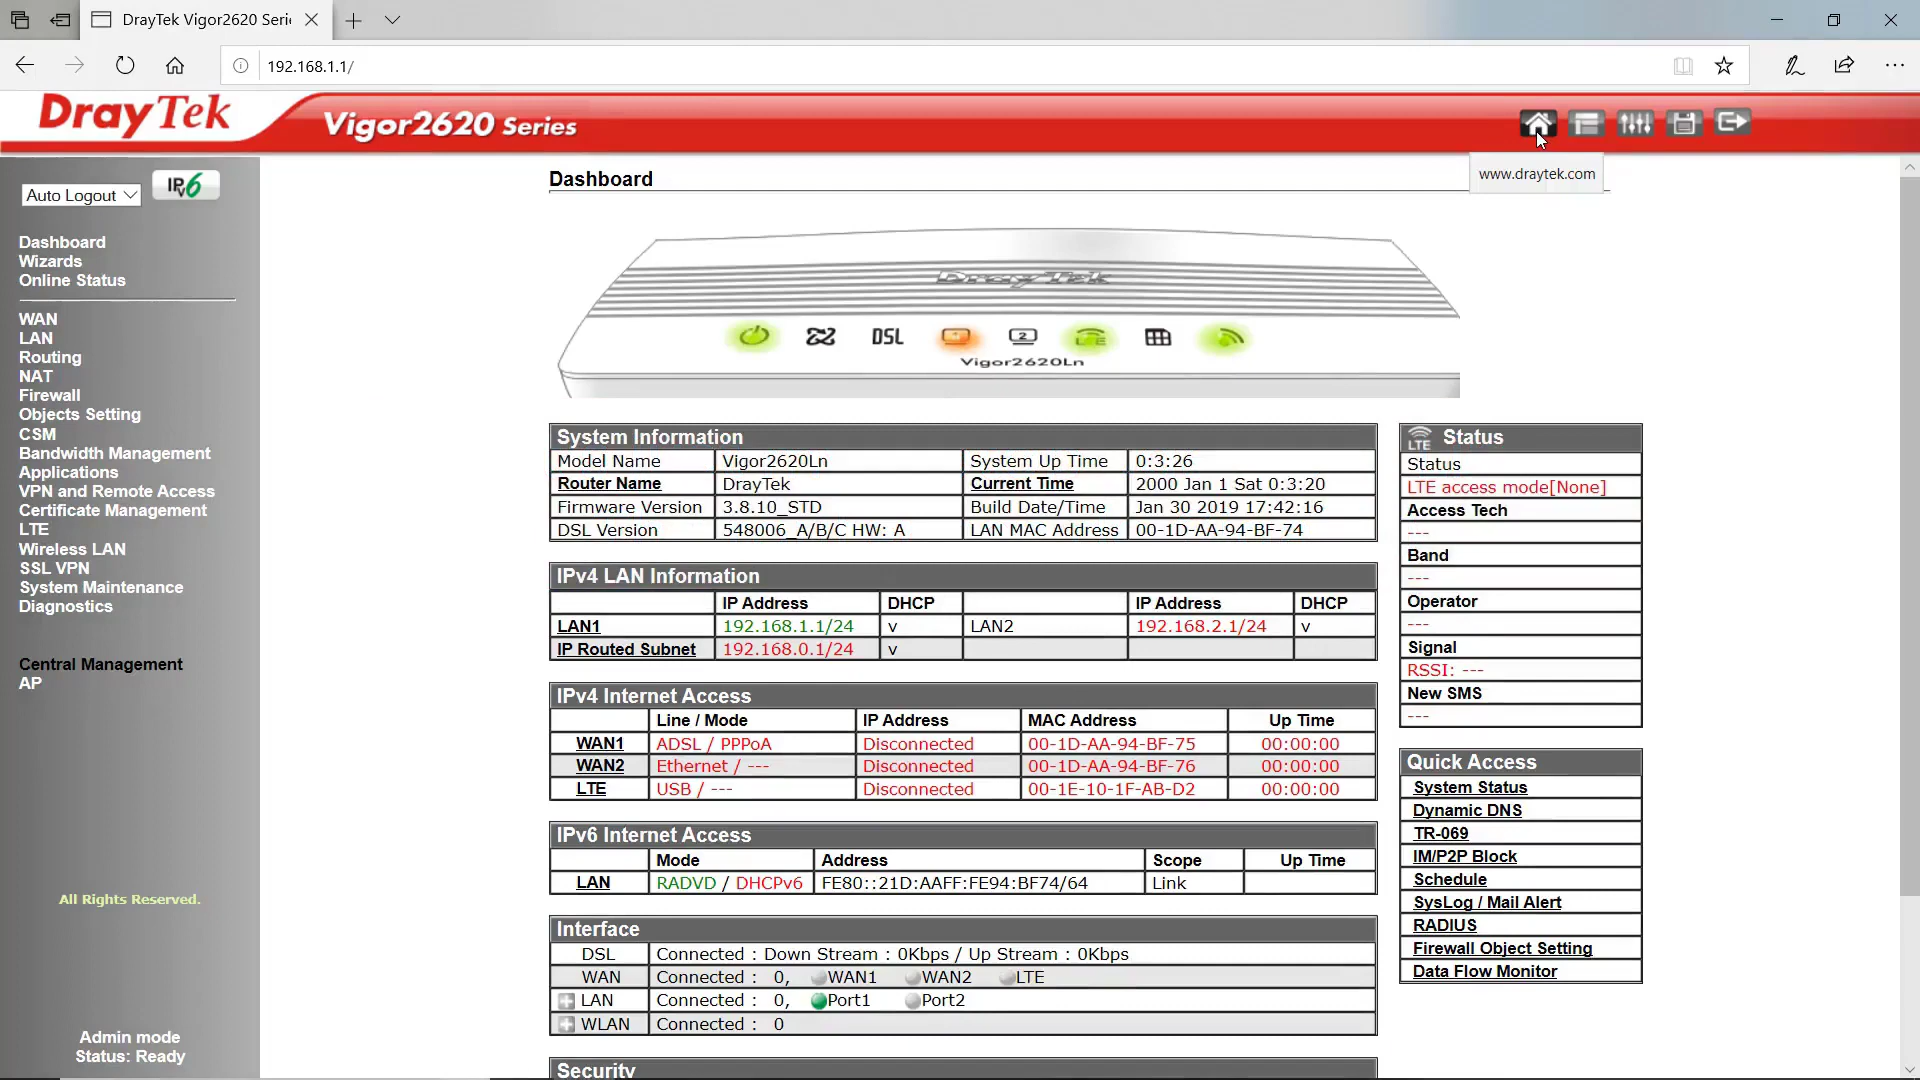 DrayTek Vigor2620 Seri
192.168.1.1/
DrayTek
Vigor2620 Series
www.draytek.com
Auto Logout
IPv6
Dashboard
Wizards
Online Status
WAN
LAN
Routing
NAT
Firewall
Objects Setting
CSM
Bandwidth Management
Applications
VPN and Remote Access
Certificate Management
LTE
Wireless LAN
SSL VPN
System Maintenance
Diagnostics
Central Management
AP
All Rights Reserved.
Admin mode
Status: Ready
Dashboard
DrayTek
DSL 1 2 LTE
Vigor2620Ln
System Information
Model Name Vigor2620Ln System Up Time 0:3:26
Router Name DrayTek Current Time 2000 Jan 1 Sat 0:3:20
Firmware Version 3.8.10_STD Build Date/Time Jan 30 2019 17:42:16
DSL Version 548006_A/B/C HW: A LAN MAC Address 00-1D-AA-94-BF-74
IPv4 LAN Information
IP Address DHCP IP Address DHCP
LAN1 192.168.1.1/24 v LAN2 192.168.2.1/24 v
IP Routed Subnet 192.168.0.1/24 v
IPv4 Internet Access
Line / Mode IP Address MAC Address Up Time
WAN1 ADSL / PPPoA Disconnected 00-1D-AA-94-BF-75 00:00:00
WAN2 Ethernet / --- Disconnected 00-1D-AA-94-BF-76 00:00:00
LTE USB / --- Disconnected 00-1E-10-1F-AB-D2 00:00:00
IPv6 Internet Access
Mode Address Scope Up Time
LAN RADVD / DHCPv6 FE80::21D:AAFF:FE94:BF74/64 Link
Interface
DSL Connected : Down Stream : 0Kbps / Up Stream : 0Kbps
WAN Connected : 0, WAN1 WAN2 LTE
LAN Connected : 0, Port1 Port2
WLAN Connected : 0
Security
LTE Status
Status
LTE access mode[None]
Access Tech
---
Band
---
Operator
---
Signal
RSSI: ---
New SMS
---
Quick Access
System Status
Dynamic DNS
TR-069
IM/P2P Block
Schedule
SysLog / Mail Alert
RADIUS
Firewall Object Setting
Data Flow Monitor